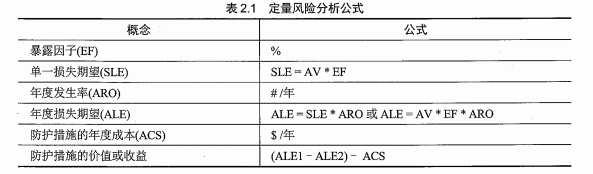 表 2.1 定量风险分析公式
概念 公式
暴露因子(EF) %
单一损失期望(SLE) SLE = AV * EF
年度发生率(ARO) # /年
年度损失期望(ALE) ALE = SLE * ARO 或 ALE = AV * EF * ARO
防护措施的年度成本(ACS) $ /年
防护措施的价值或收益 (ALE1 − ALE2) − ACS